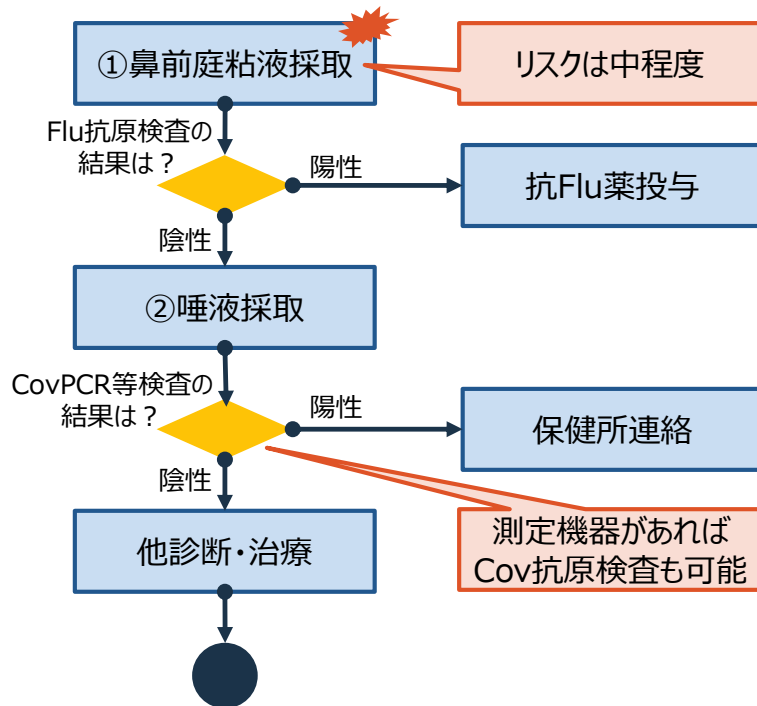 ①鼻前庭粘液採取
リスクは中程度
Flu抗原検査の
結果は？
陽性
抗Flu薬投与
陰性
②唾液採取
CovPCR等検査の
結果は？
陽性
保健所連絡
陰性
他診断・治療
測定機器があれば
Cov抗原検査も可能